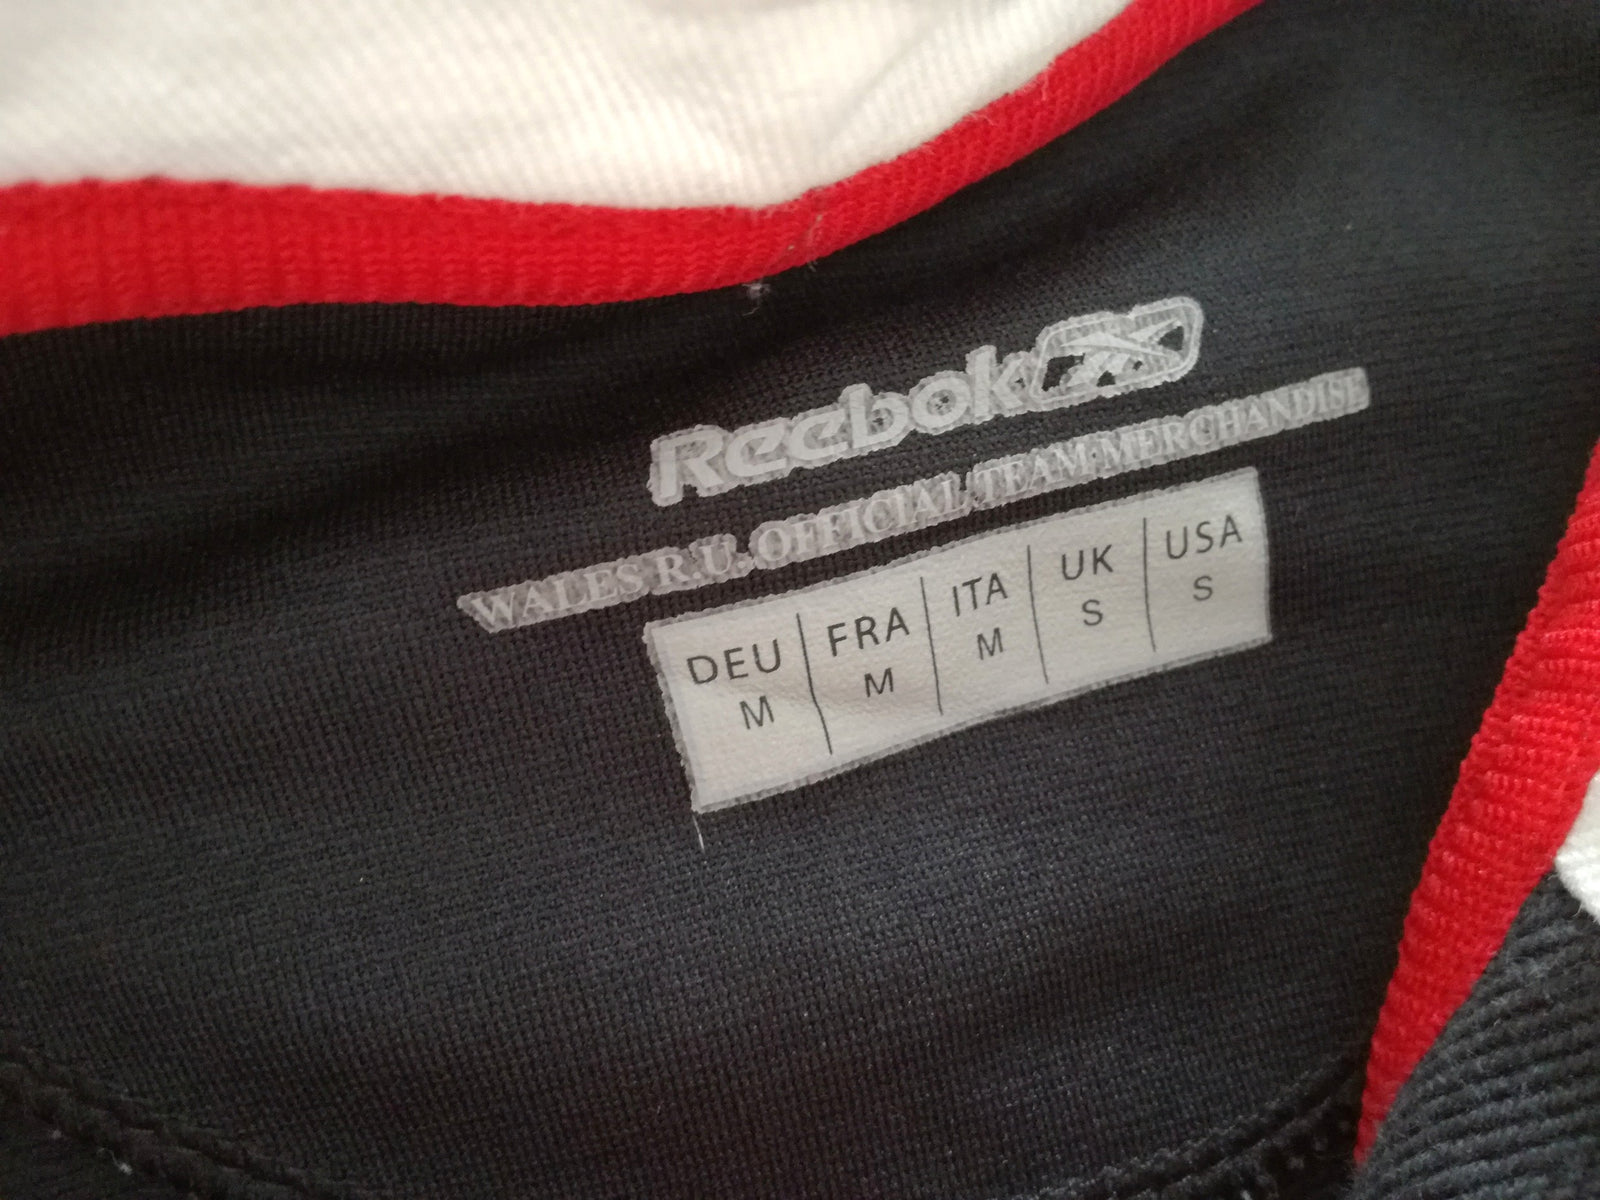 Reebok
WALES R.U. OFFICIAL TEAM MERCHANDISE
DEU FRA ITA UK USA
M M M S S